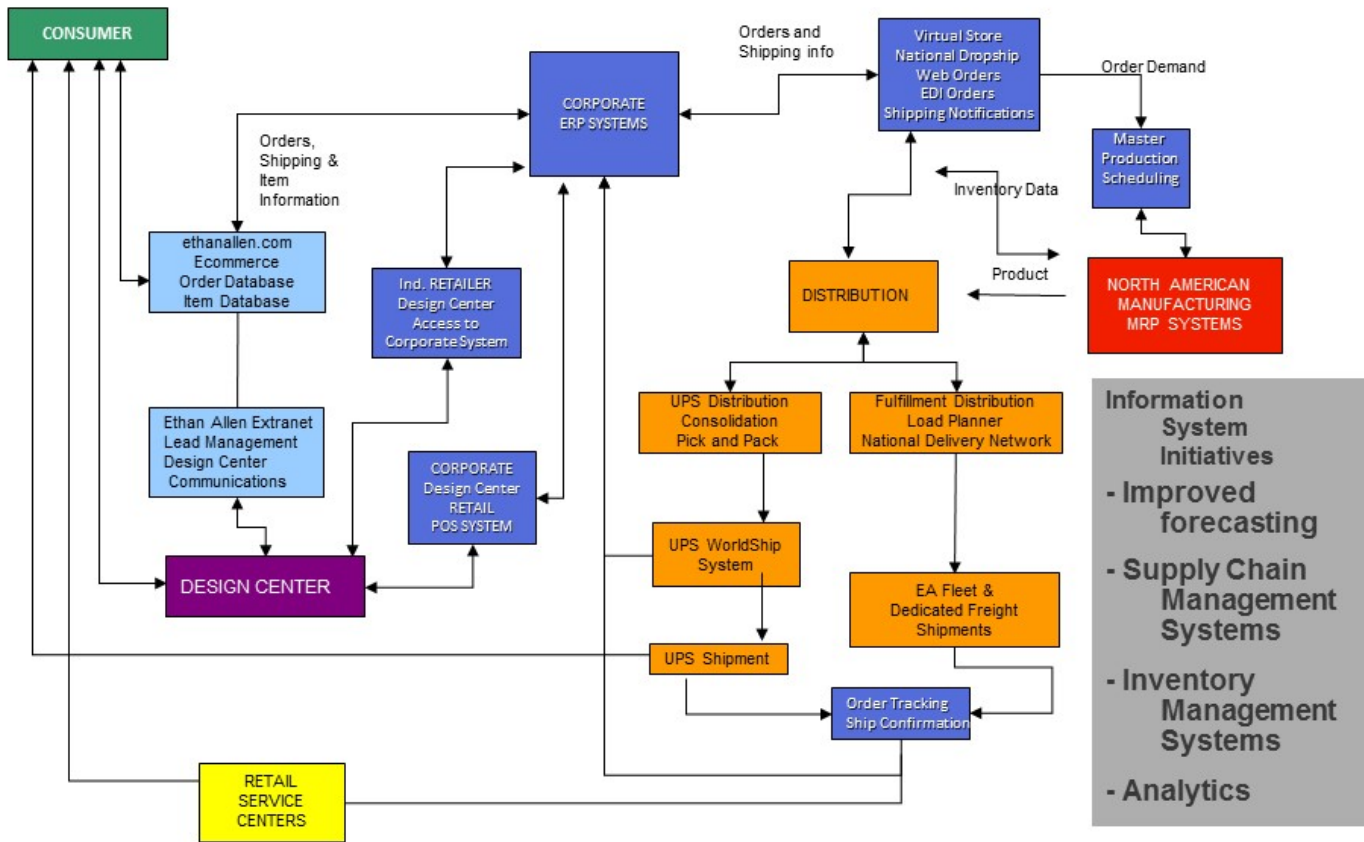 CONSUMER
Orders and
Shipping info
Virtual Store
National Dropship
Web Orders
EDI Orders
Shipping Notifications
Order Demand
CORPORATE
ERP SYSTEMS
Orders,
Shipping &
Item
Information
Master
Production
Scheduling
Inventory Data
ethanallen.com
Ecommerce
Order Database
Item Database
Ind. RETAILER
Design Center
Access to
Corporate System
DISTRIBUTION
Product
NORTH AMERICAN
MANUFACTURING
MRP SYSTEMS
Ethan Allen Extranet
Lead Management
Design Center
Communications
CORPORATE
Design Center
RETAIL
POS SYSTEM
UPS Distribution
Consolidation
Pick and Pack
Fulfillment Distribution
Load Planner
National Delivery Network
DESIGN CENTER
UPS WorldShip
System
EA Fleet &
Dedicated Freight
Shipments
UPS Shipment
Order Tracking
Ship Confirmation
RETAIL
SERVICE
CENTERS
Information
System
Initiatives
- Improved
forecasting
- Supply Chain
Management
Systems
- Inventory
Management
Systems
- Analytics